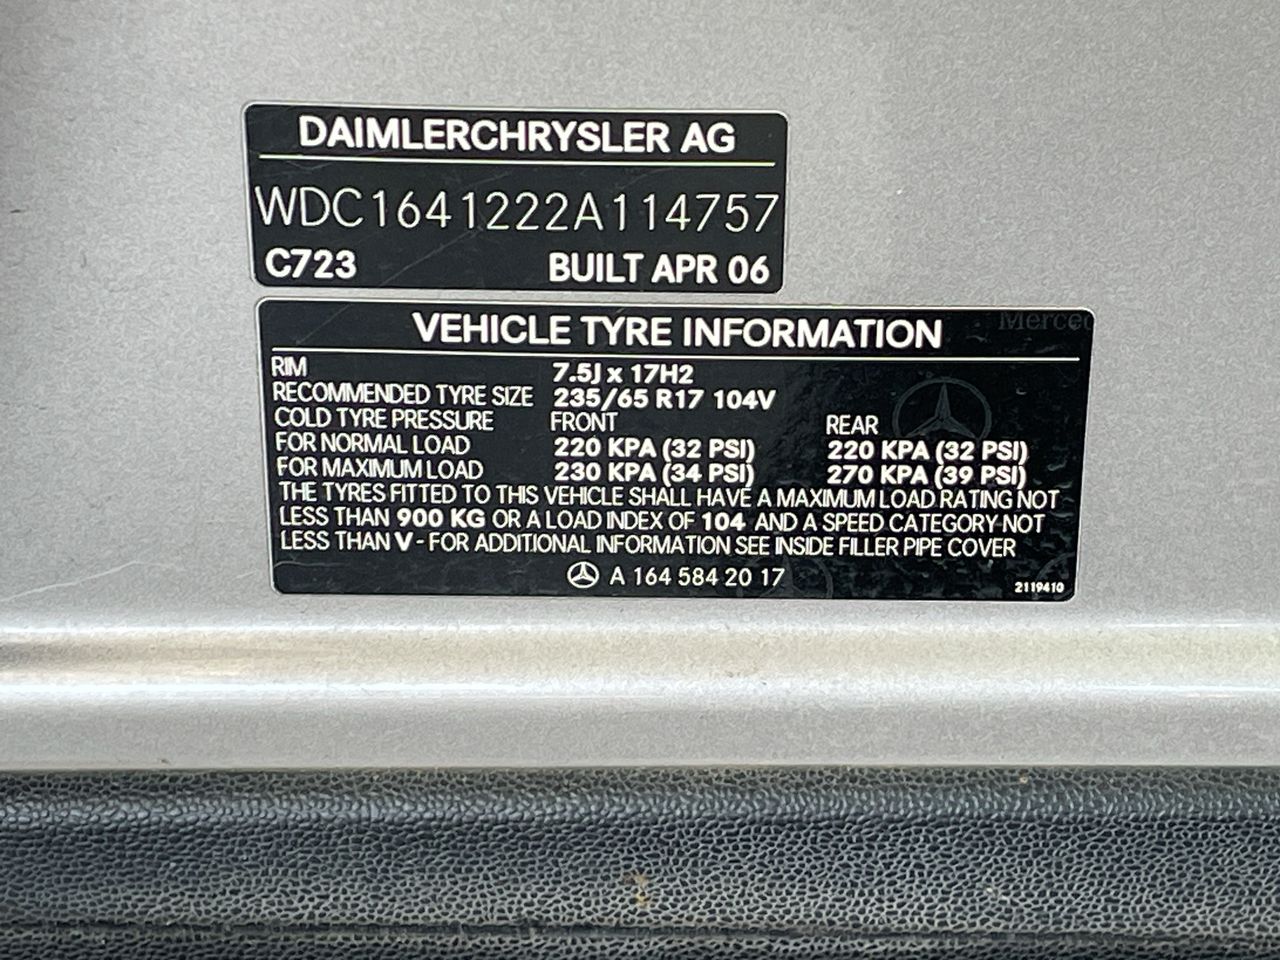 DAIMLERCHRYSLER AG
WDC1641222A114757
C723 BUILT APR 06
Merced
VEHICLE TYRE INFORMATION
RIM 7.5J x 17H2
RECOMMENDED TYRE SIZE 235/65 R17 104V
COLD TYRE PRESSURE FRONT REAR
FOR NORMAL LOAD 220 KPA (32 PSI) 220 KPA (32 PSI)
FOR MAXIMUM LOAD 230 KPA (34 PSI) 270 KPA (39 PSI)
THE TYRES FITTED TO THIS VEHICLE SHALL HAVE A MAXIMUM LOAD RATING NOT
LESS THAN 900 KG OR A LOAD INDEX OF 104 AND A SPEED CATEGORY NOT
LESS THAN V - FOR ADDITIONAL INFORMATION SEE INSIDE FILLER PIPE COVER
A 164 584 20 17
2119410